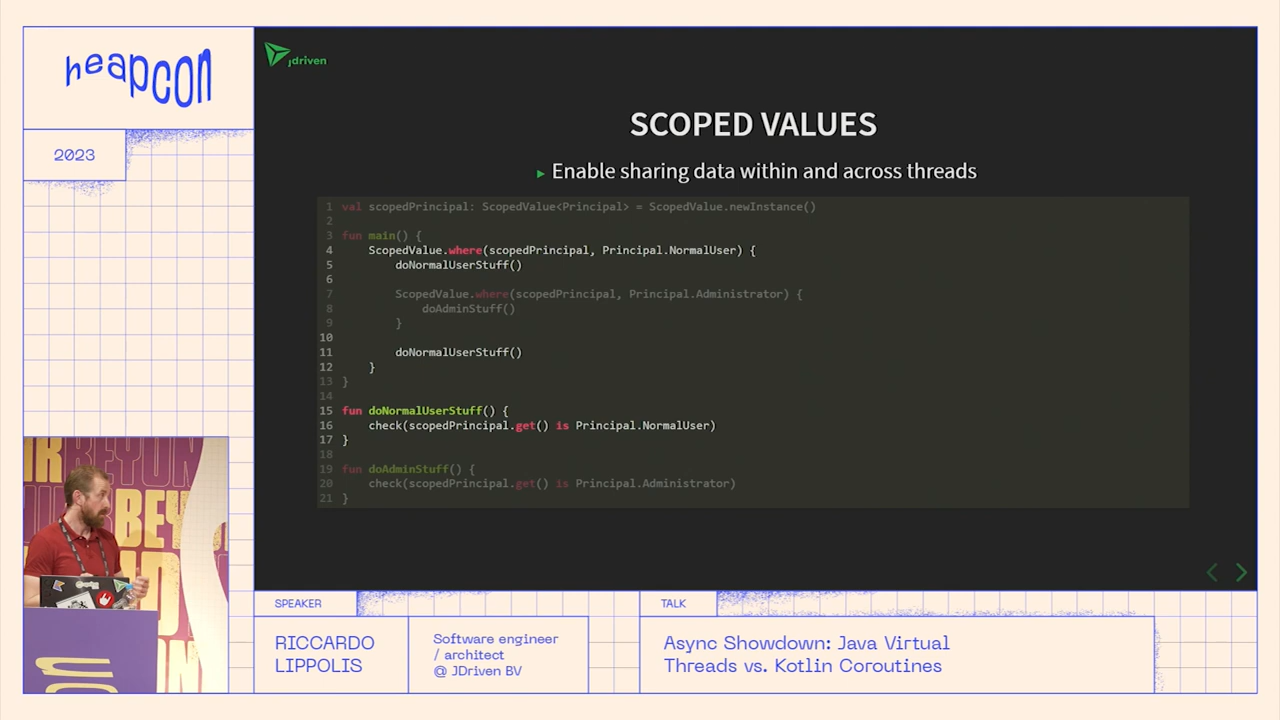 heapcon
2023
jdriven
SCOPED VALUES
▸ Enable sharing data within and across threads
1 val scopedPrincipal: ScopedValue<Principal> = ScopedValue.newInstance()
2
3 fun main() {
4     ScopedValue.where(scopedPrincipal, Principal.NormalUser) {
5         doNormalUserStuff()
6
7         ScopedValue.where(scopedPrincipal, Principal.Administrator) {
8             doAdminStuff()
9         }
10
11         doNormalUserStuff()
12     }
13 }
14
15 fun doNormalUserStuff() {
16     check(scopedPrincipal.get() is Principal.NormalUser)
17 }
18
19 fun doAdminStuff() {
20     check(scopedPrincipal.get() is Principal.Administrator)
21 }
SPEAKER
RICCARDO
LIPPOLIS
Software engineer
/ architect
@ JDriven BV
TALK
Async Showdown: Java Virtual
Threads vs. Kotlin Coroutines